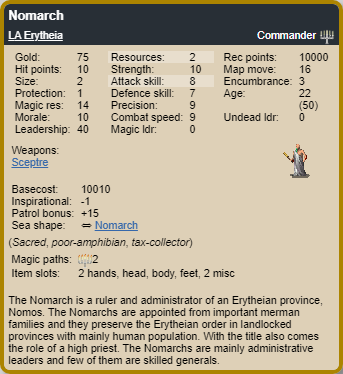 Nomarch
LA Erytheia Commander
Gold: 75 Resources: 2 Rec points: 10000
Hit points: 10 Strength: 10 Map move: 16
Size: 2 Attack skill: 8 Encumbrance: 3
Protection: 1 Defence skill: 7 Age: 22
Magic res: 14 Precision: 9 (50)
Morale: 10 Combat speed: 9 Undead ldr: 0
Leadership: 40 Magic ldr: 0
Weapons:
Sceptre
Basecost: 10010
Inspirational: -1
Patrol bonus: +15
Sea shape: ⇔ Nomarch
(Sacred, poor-amphibian, tax-collector)
Magic paths: 2
Item slots: 2 hands, head, body, feet, 2 misc
The Nomarch is a ruler and administrator of an Erytheian province,
Nomos. The Nomarchs are appointed from important merman
families and they preserve the Erytheian order in landlocked
provinces with mainly human population. With the title also comes
the role of a high priest. The Nomarchs are mainly administrative
leaders and few of them are skilled generals.